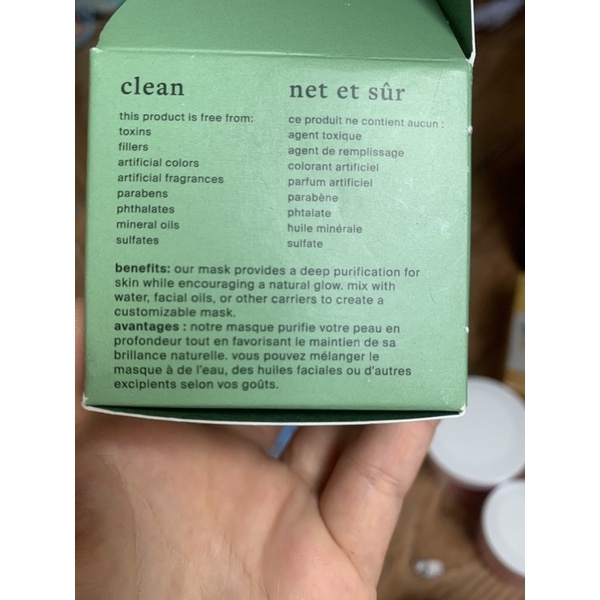 clean
this product is free from:
toxins
fillers
artificial colors
artificial fragrances
parabens
phthalates
mineral oils
sulfates
net et sûr
ce produit ne contient aucun :
agent toxique
agent de remplissage
colorant artificiel
parfum artificiel
parabène
phtalate
huile minérale
sulfate
benefits: our mask provides a deep purification for
skin while encouraging a natural glow. mix with
water, facial oils, or other carriers to create a
customizable mask.
avantages : notre masque purifie votre peau en
profondeur tout en favorisant le maintien de sa
brillance naturelle. vous pouvez mélanger le
masque à de l'eau, des huiles faciales ou d'autres
excipients selon vos goûts.